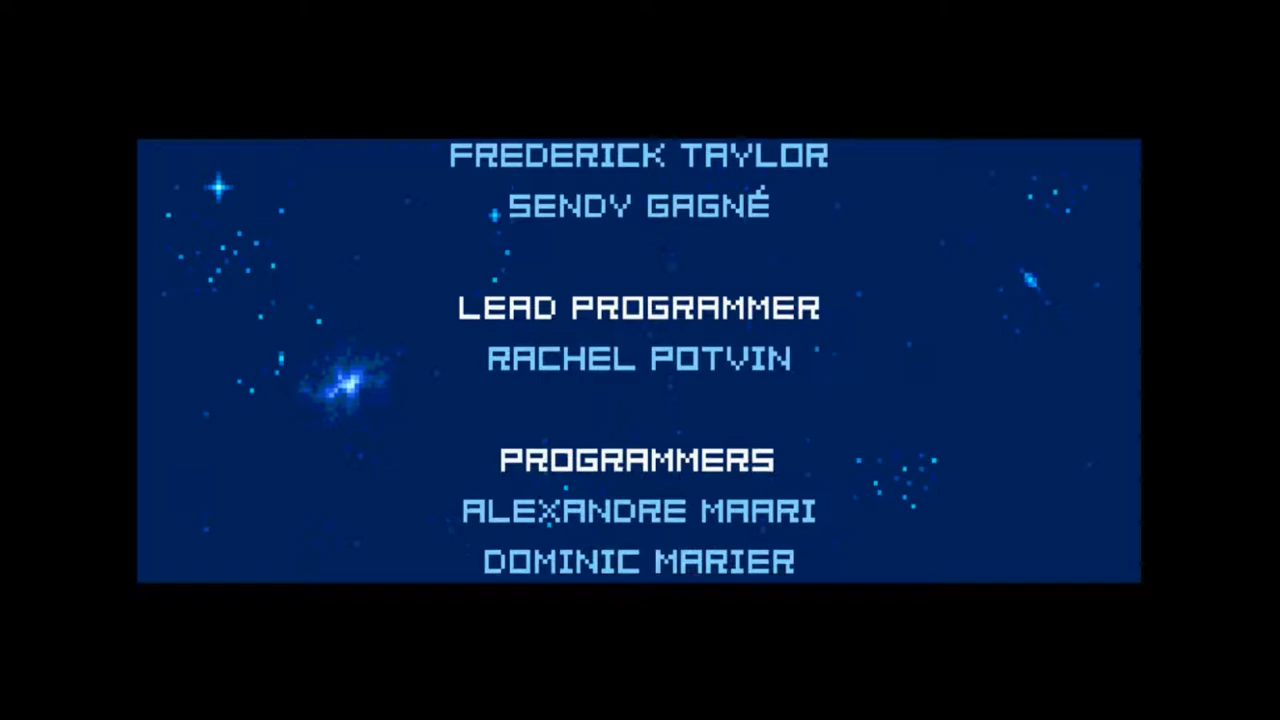 FREDERICK TAYLOR
SENDY GAGNÉ
LEAD PROGRAMMER
RACHEL POTVIN
PROGRAMMERS
ALEXANDRE MAARI
DOMINIC MARIER